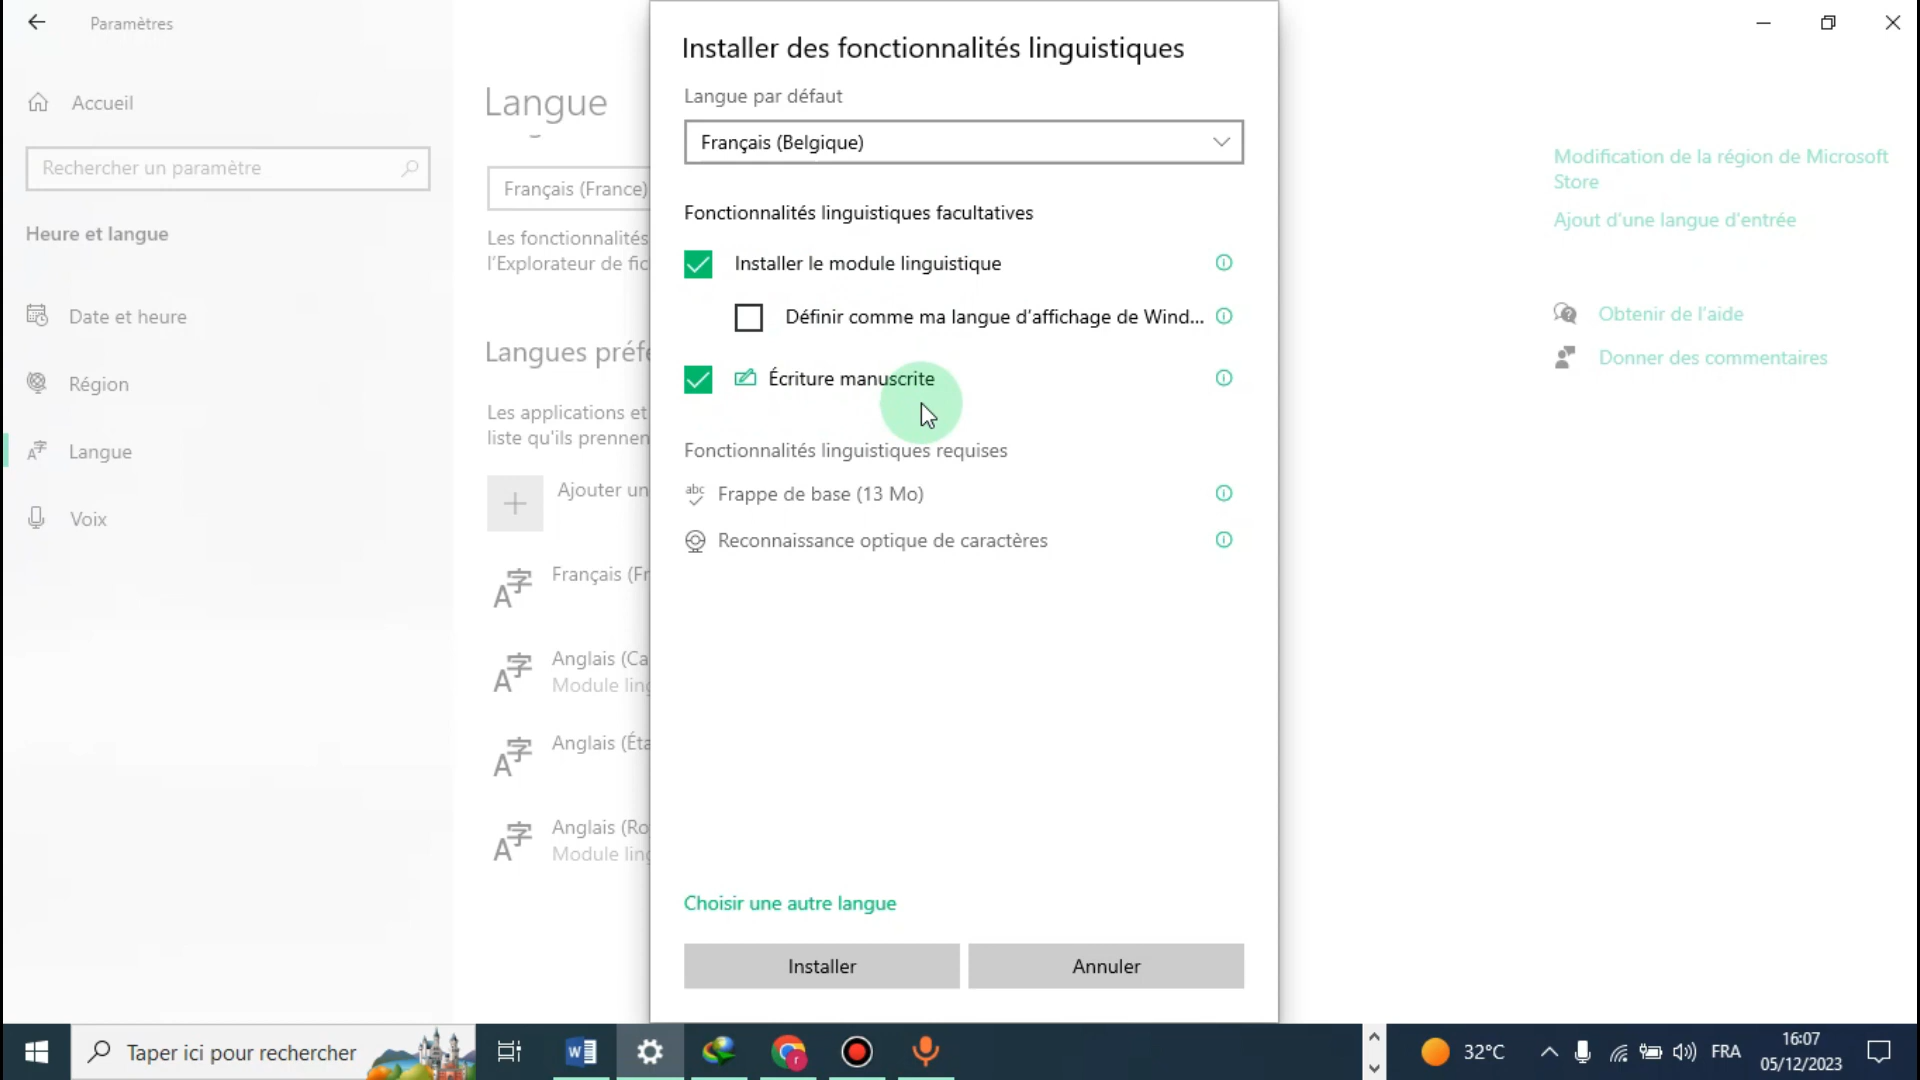 Paramètres
Accueil
Rechercher un paramètre
Heure et langue
Date et heure
Région
Langue
Voix
Langue
Français (France)
Les fonctionnalités
l'Explorateur de fic
Langues préfé
Les applications et
liste qu'ils prennen
Ajouter un
Français (Fr
Anglais (Ca
Module ling
Anglais (Éta
Anglais (Ro
Module ling
Installer des fonctionnalités linguistiques
Langue par défaut
Français (Belgique)
Fonctionnalités linguistiques facultatives
Installer le module linguistique
Définir comme ma langue d'affichage de Wind...
Écriture manuscrite
Fonctionnalités linguistiques requises
abc
Frappe de base (13 Mo)
Reconnaissance optique de caractères
Choisir une autre langue
Installer
Annuler
Modification de la région de Microsoft
Store
Ajout d'une langue d'entrée
Obtenir de l'aide
Donner des commentaires
Taper ici pour rechercher
32°C
FRA
16:07
05/12/2023